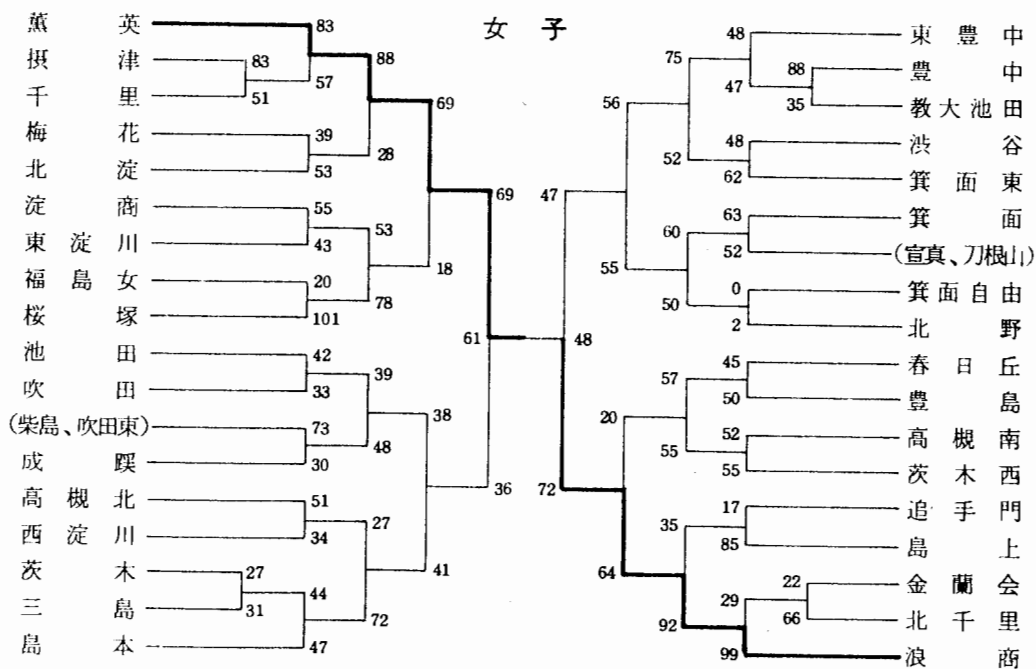 女子
薫英
摂津
千里
梅花
北淀
淀商
東淀川
福島女
桜塚
池田
吹田
(柴島、吹田東)
成蹊
高槻北
西淀川
茨木
三島
島本
83
83
51
57
88
39
53
28
69
55
43
53
20
101
78
18
69
42
33
39
73
30
48
38
51
34
27
27
31
44
47
72
41
36
61
48
東豊中
豊中
教大池田
渋谷
箕面東
箕面
(宣真、刀根山)
箕面自由
北野
春日丘
豊島
高槻南
茨木西
追手門
島上
金蘭会
北千里
浪商
48
88
35
47
75
48
62
52
56
63
52
60
0
2
50
55
47
45
50
57
52
55
55
20
17
85
35
22
66
29
99
92
64
72